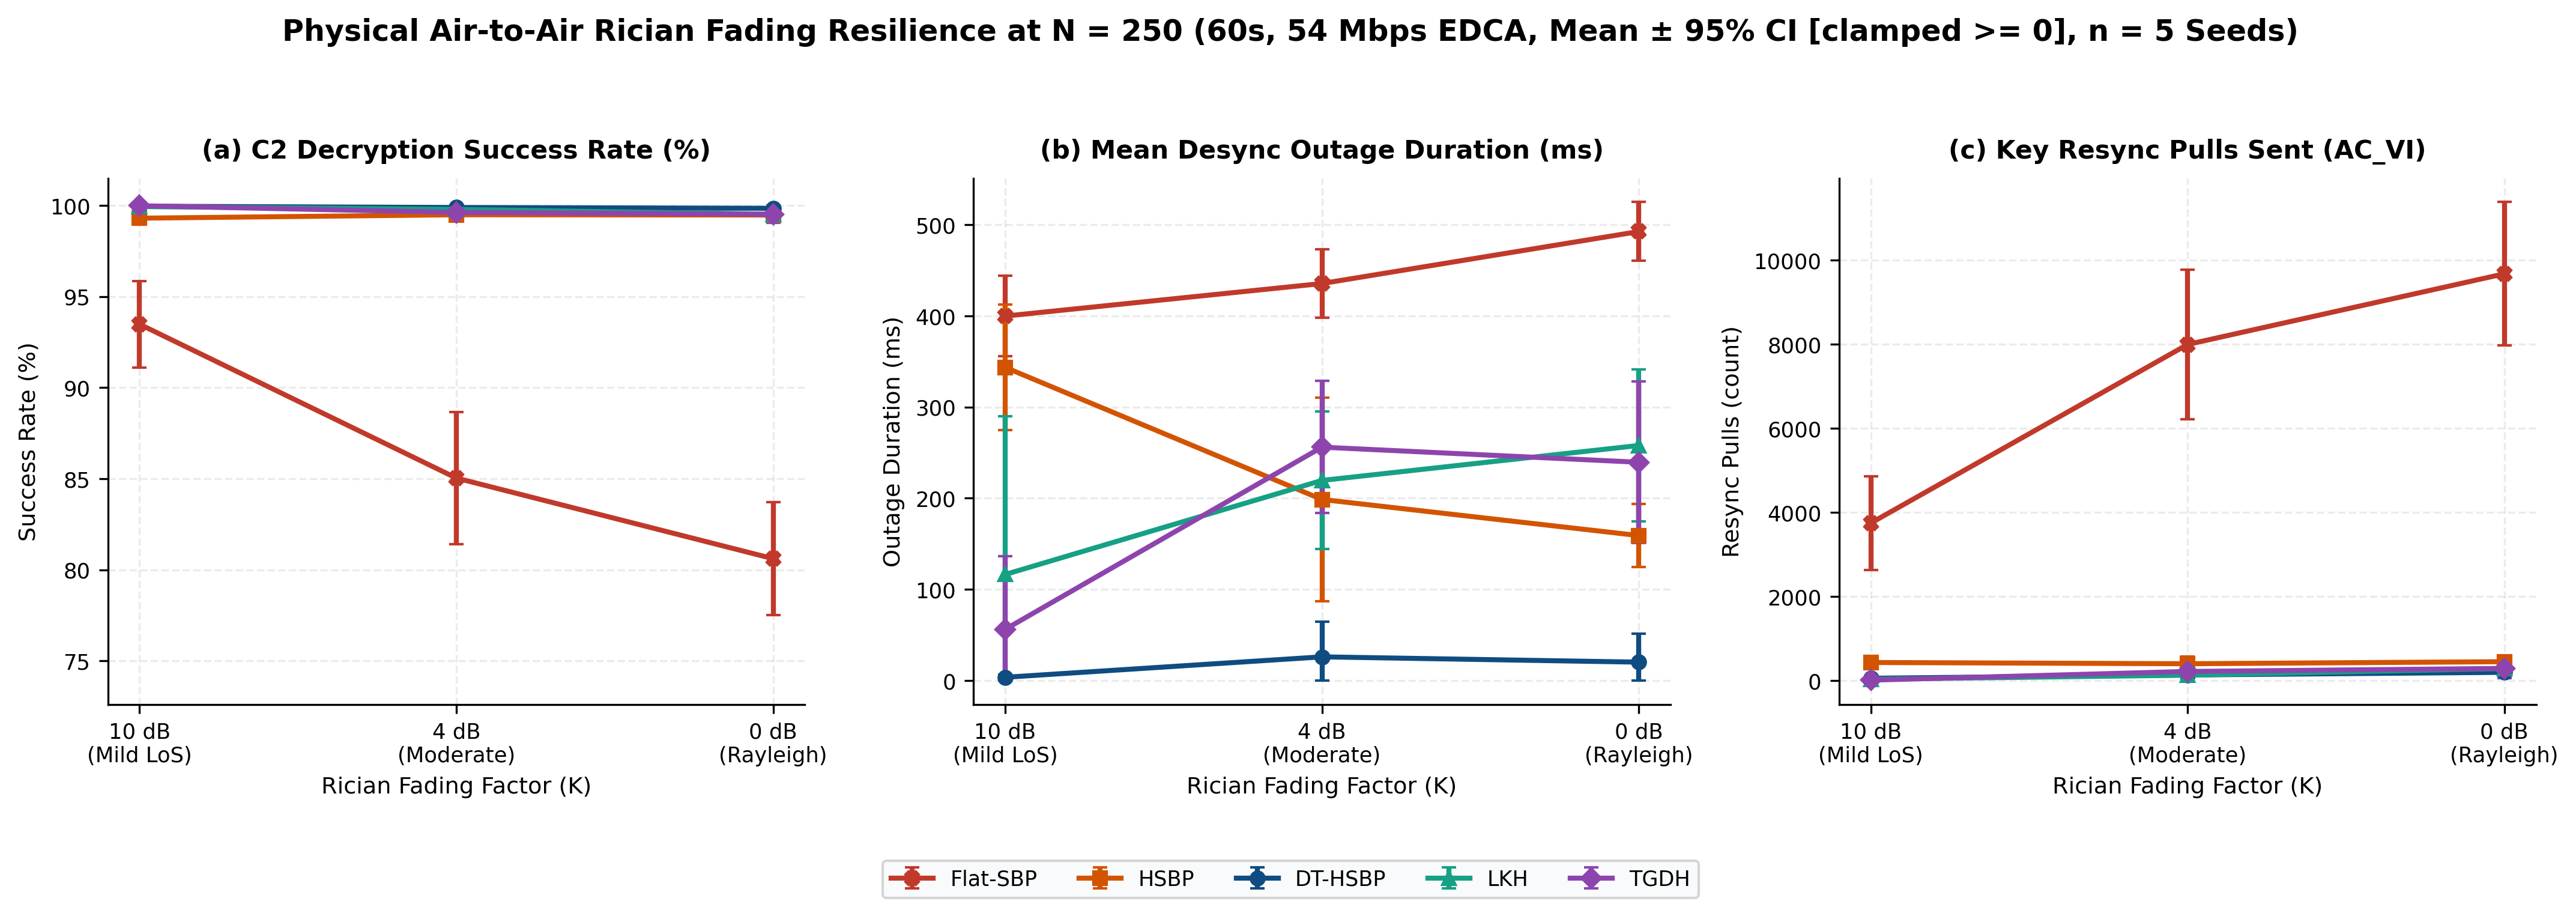 Physical Air-to-Air Rician Fading Resilience at N = 250 (60s, 54 Mbps EDCA, Mean ± 95% CI [clamped >= 0], n = 5 Seeds)
(a) C2 Decryption Success Rate (%)
Success Rate (%)
100
95
90
85
80
75
10 dB
(Mild LoS)
4 dB
(Moderate)
0 dB
(Rayleigh)
Rician Fading Factor (K)
(b) Mean Desync Outage Duration (ms)
Outage Duration (ms)
500
400
300
200
100
0
10 dB
(Mild LoS)
4 dB
(Moderate)
0 dB
(Rayleigh)
Rician Fading Factor (K)
(c) Key Resync Pulls Sent (AC_VI)
Resync Pulls (count)
10000
8000
6000
4000
2000
0
10 dB
(Mild LoS)
4 dB
(Moderate)
0 dB
(Rayleigh)
Rician Fading Factor (K)
Flat-SBP
HSBP
DT-HSBP
LKH
TGDH